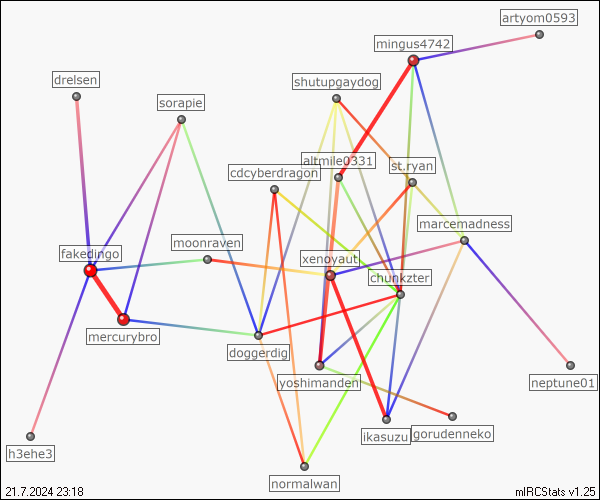 artyom0593
mingus4742
drelsen
shutupgaydog
sorapie
altmile0331
st.ryan
cdcyberdragon
marcemadness
moonraven
fakedingo
xenoyaut
chunkzter
mercurybro
doggerdig
yoshimanden
neptune01
ikasuzu
gorudenneko
h3ehe3
normalwan
21.7.2024 23:18
mIRCStats v1.25